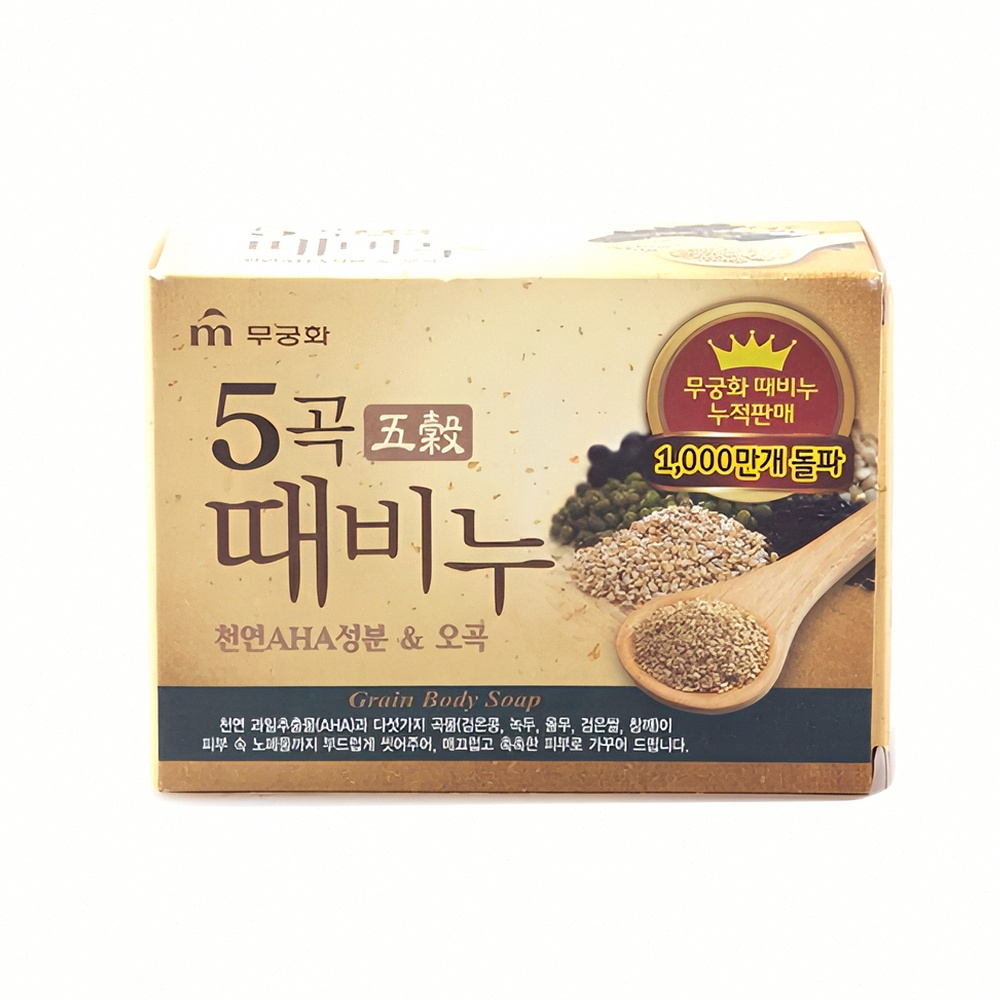 무궁화
5곡 五穀
때비누
천연AHA성분 & 오곡
무궁화 때비누
누적판매
1,000만개 돌파
Grain Body Soap
천연 과일추출물(AHA)과 다섯가지 곡물(검은콩, 녹두, 율무, 검은쌀, 참깨)이
피부 속 노폐물까지 부드럽게 씻어주어, 매끄럽고 촉촉한 피부로 가꾸어 드립니다.